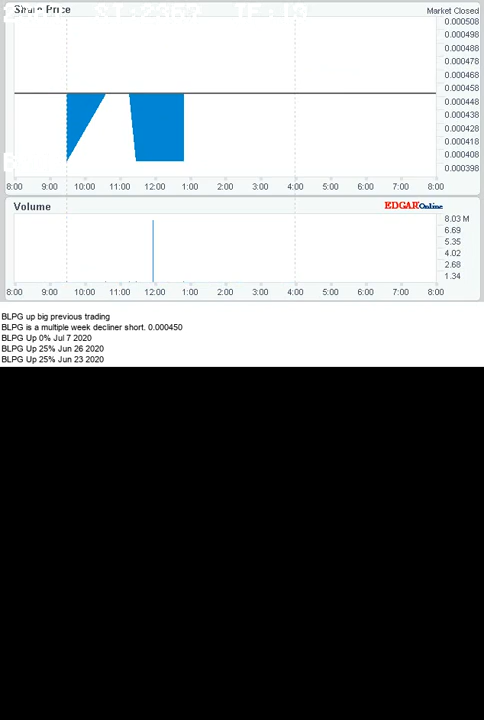 Share Price
Market Closed
0.000508
0.000498
0.000488
0.000478
0.000468
0.000458
0.000448
0.000438
0.000428
0.000418
0.000408
0.000398
8:00 9:00 10:00 11:00 12:00 1:00 2:00 3:00 4:00 5:00 6:00 7:00 8:00
Volume
EDGAROnline
8.03 M
6.69
5.35
4.02
2.68
1.34
8:00 9:00 10:00 11:00 12:00 1:00 2:00 3:00 4:00 5:00 6:00 7:00 8:00
BLPG up big previous trading
BLPG is a multiple week decliner short. 0.000450
BLPG Up 0% Jul 7 2020
BLPG Up 25% Jun 26 2020
BLPG Up 25% Jun 23 2020